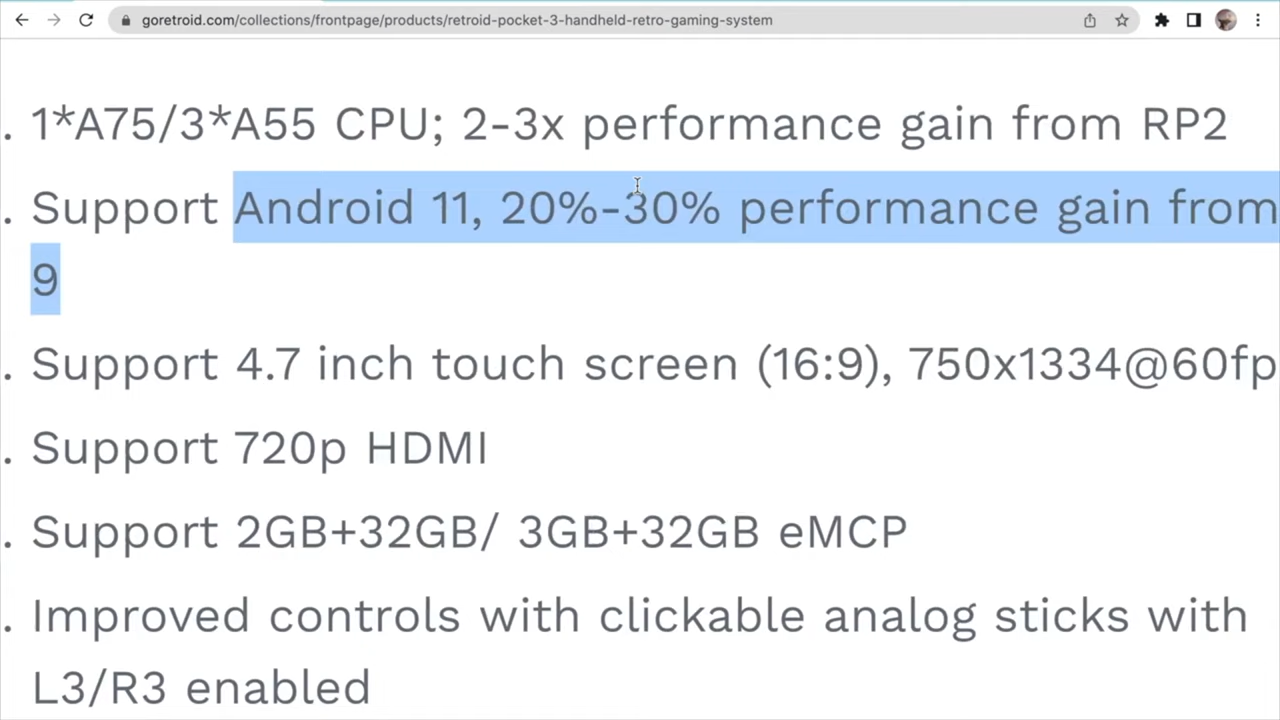 goretroid.com/collections/frontpage/products/retroid-pocket-3-handheld-retro-gaming-system
. 1*A75/3*A55 CPU; 2-3x performance gain from RP2
. Support Android 11, 20%-30% performance gain from
9
. Support 4.7 inch touch screen (16:9), 750x1334@60fp
. Support 720p HDMI
. Support 2GB+32GB/ 3GB+32GB eMCP
. Improved controls with clickable analog sticks with
L3/R3 enabled